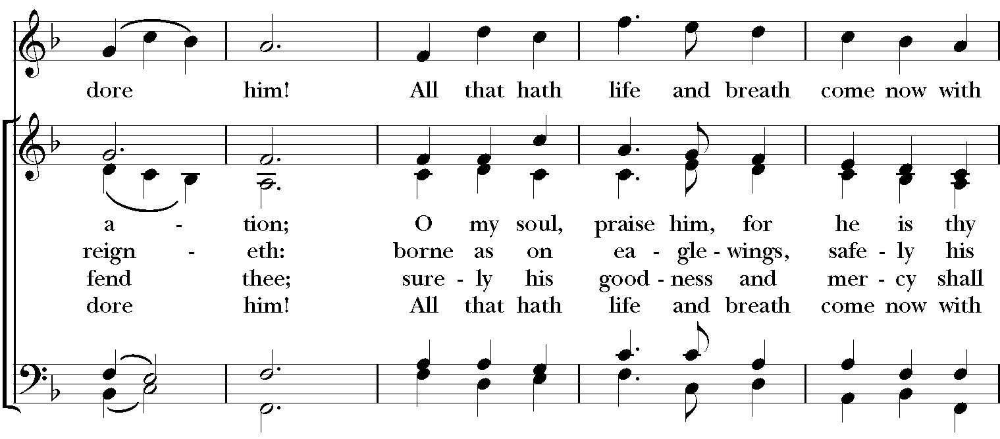 dore him! All that hath life and breath come now with
a - tion; O my soul, praise him, for he is thy
reign - eth: borne as on ea - gle - wings, safe - ly his
fend thee; sure - ly his good - ness and mer - cy shall
dore him! All that hath life and breath come now with